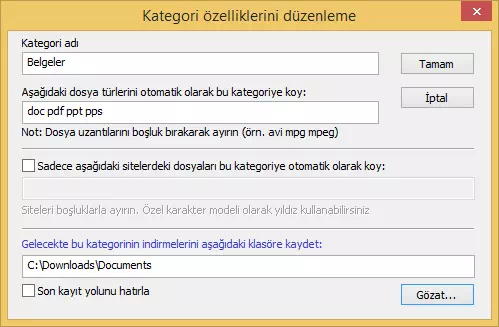 Kategori özelliklerini düzenleme
Kategori adı
Belgeler
Tamam
Aşağıdaki dosya türlerini otomatik olarak bu kategoriye koy:
İptal
doc pdf ppt pps
Not: Dosya uzantılarını boşluk bırakarak ayırın (örn. avi mpg mpeg)
Sadece aşağıdaki sitelerdeki dosyaları bu kategoriye otomatik olarak koy:
Siteleri boşluklarla ayırın. Özel karakter modeli olarak yıldız kullanabilirsiniz
Gelecekte bu kategorinin indirmelerini aşağıdaki klasöre kaydet:
C:\Downloads\Documents
Son kayıt yolunu hatırla
Gözat...